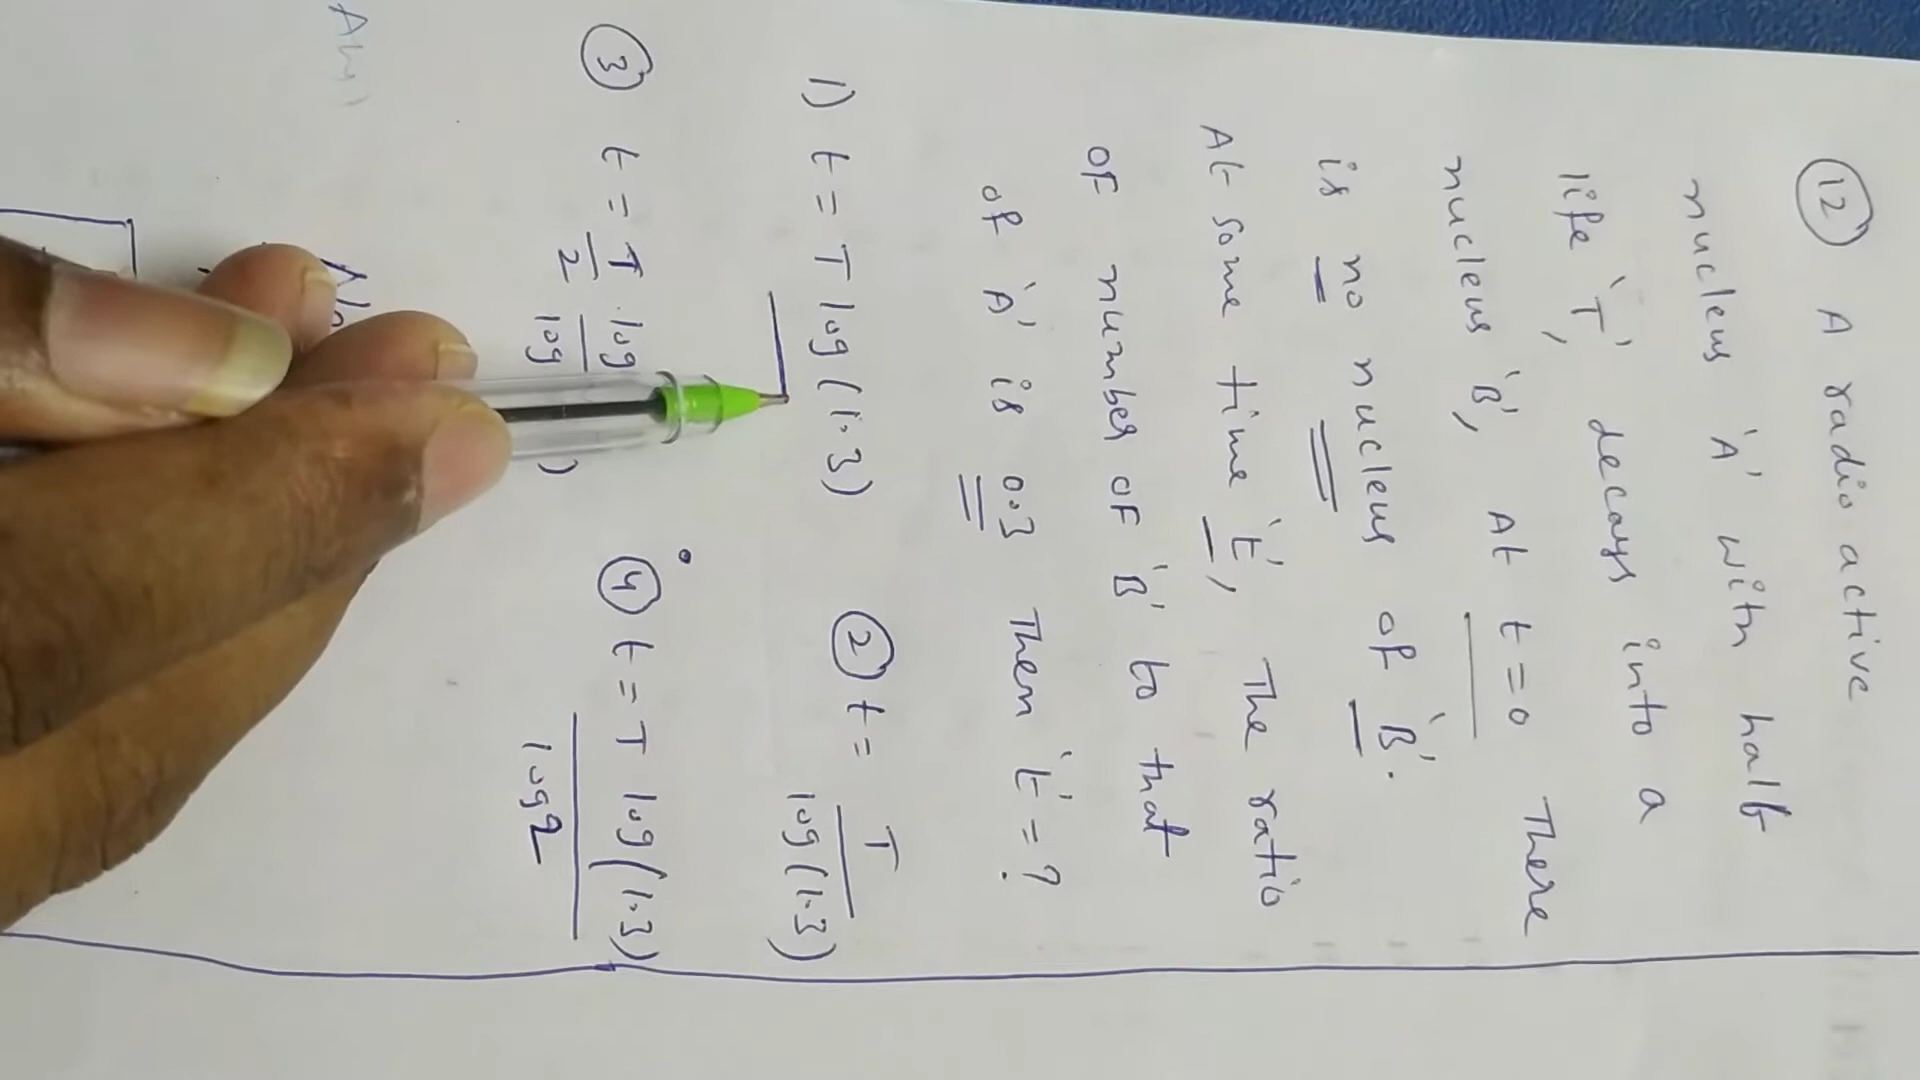 12 A radio active
nucleus 'A' with half
life 'T', decays into a
nucleus 'B', At t=0 There
is no nucleus of 'B'.
At some time 't', The ratio
of number of 'B' to that
of 'A' is 0.3 Then 't' = ?
1) t = T log (1.3)
2 t = T / log (1.3)
3 t = T/2 . log / log )
4 t = T log (1.3) / log 2